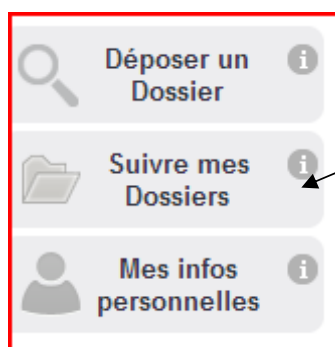 Déposer un
Dossier
i
Suivre mes
Dossiers
i
Mes infos
personnelles
i